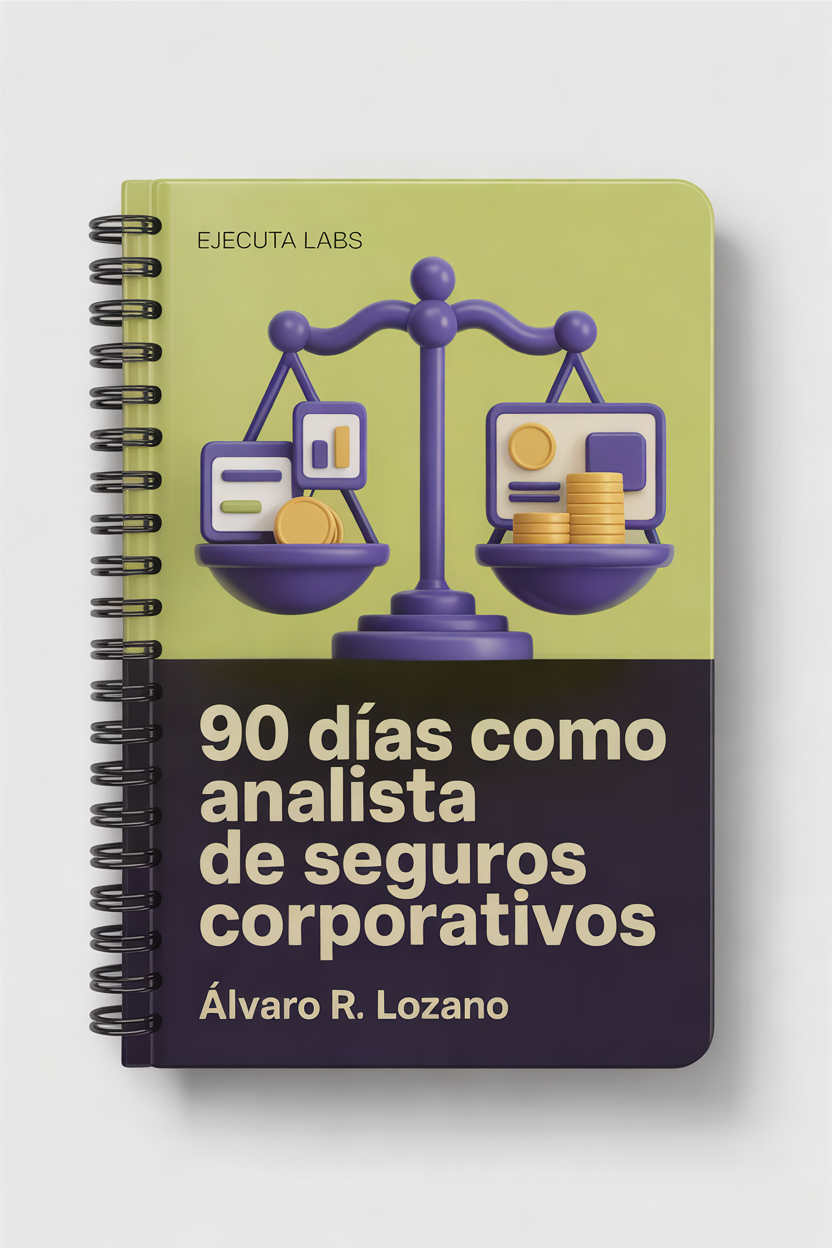 EJECUTA LABS
90 días como
analista
de seguros
corporativos
Álvaro R. Lozano